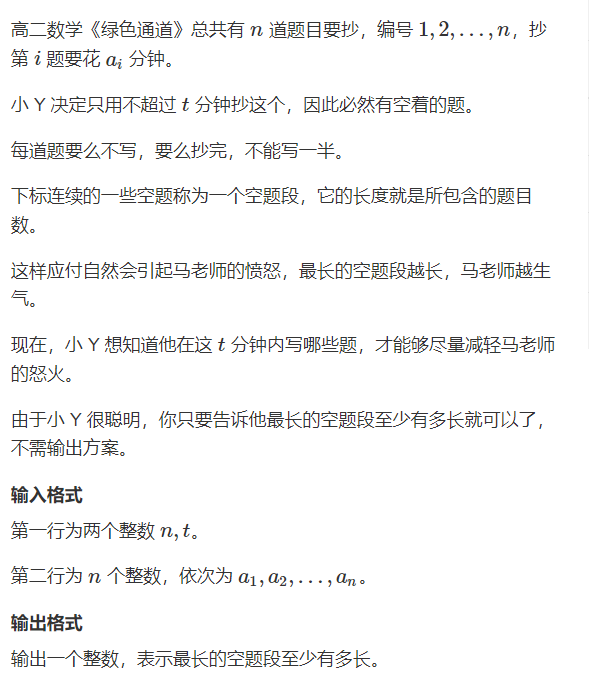 高二数学《绿色通道》总共有 n 道题目要抄，编号 1, 2, …, n，抄
第 i 题要花 a_i 分钟。
小 Y 决定只用不超过 t 分钟抄这个，因此必然有空着的题。
每道题要么不写，要么抄完，不能写一半。
下标连续的一些空题称为一个空题段，它的长度就是所包含的题目
数。
这样应付自然会引起马老师的愤怒，最长的空题段越长，马老师越生
气。
现在，小 Y 想知道他在这 t 分钟内写哪些题，才能够尽量减轻马老师
的怒火。
由于小 Y 很聪明，你只要告诉他最长的空题段至少有多长就可以了，
不需输出方案。
输入格式
第一行为两个整数 n, t。
第二行为 n 个整数，依次为 a_1, a_2, …, a_n。
输出格式
输出一个整数，表示最长的空题段至少有多长。